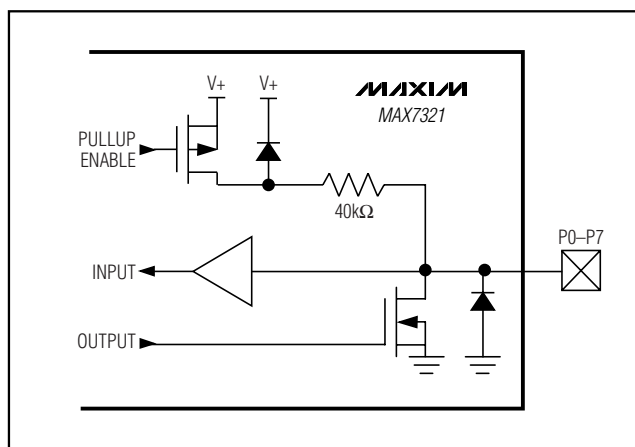 V+ V+
MAXIM
MAX7321
PULLUP
ENABLE
40kΩ
P0–P7
INPUT
OUTPUT